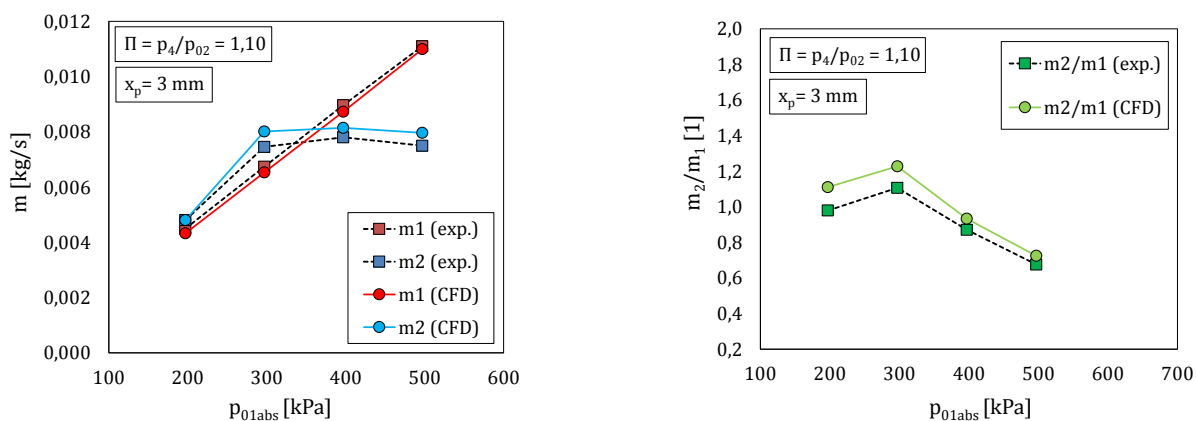 0,012
0,010
0,008
0,006
0,004
0,002
0,000
m [kg/s]
Π = p4/p02 = 1,10
xp= 3 mm
m1 (exp.)
m2 (exp.)
m1 (CFD)
m2 (CFD)
100 200 300 400 500 600
p01abs [kPa]
2,0
1,8
1,6
1,4
1,2
1,0
0,8
0,6
0,4
0,2
m2/m1 [1]
Π = p4/p02 = 1,10
xp= 3 mm
m2/m1 (exp.)
m2/m1 (CFD)
100 200 300 400 500 600 700
p01abs [kPa]